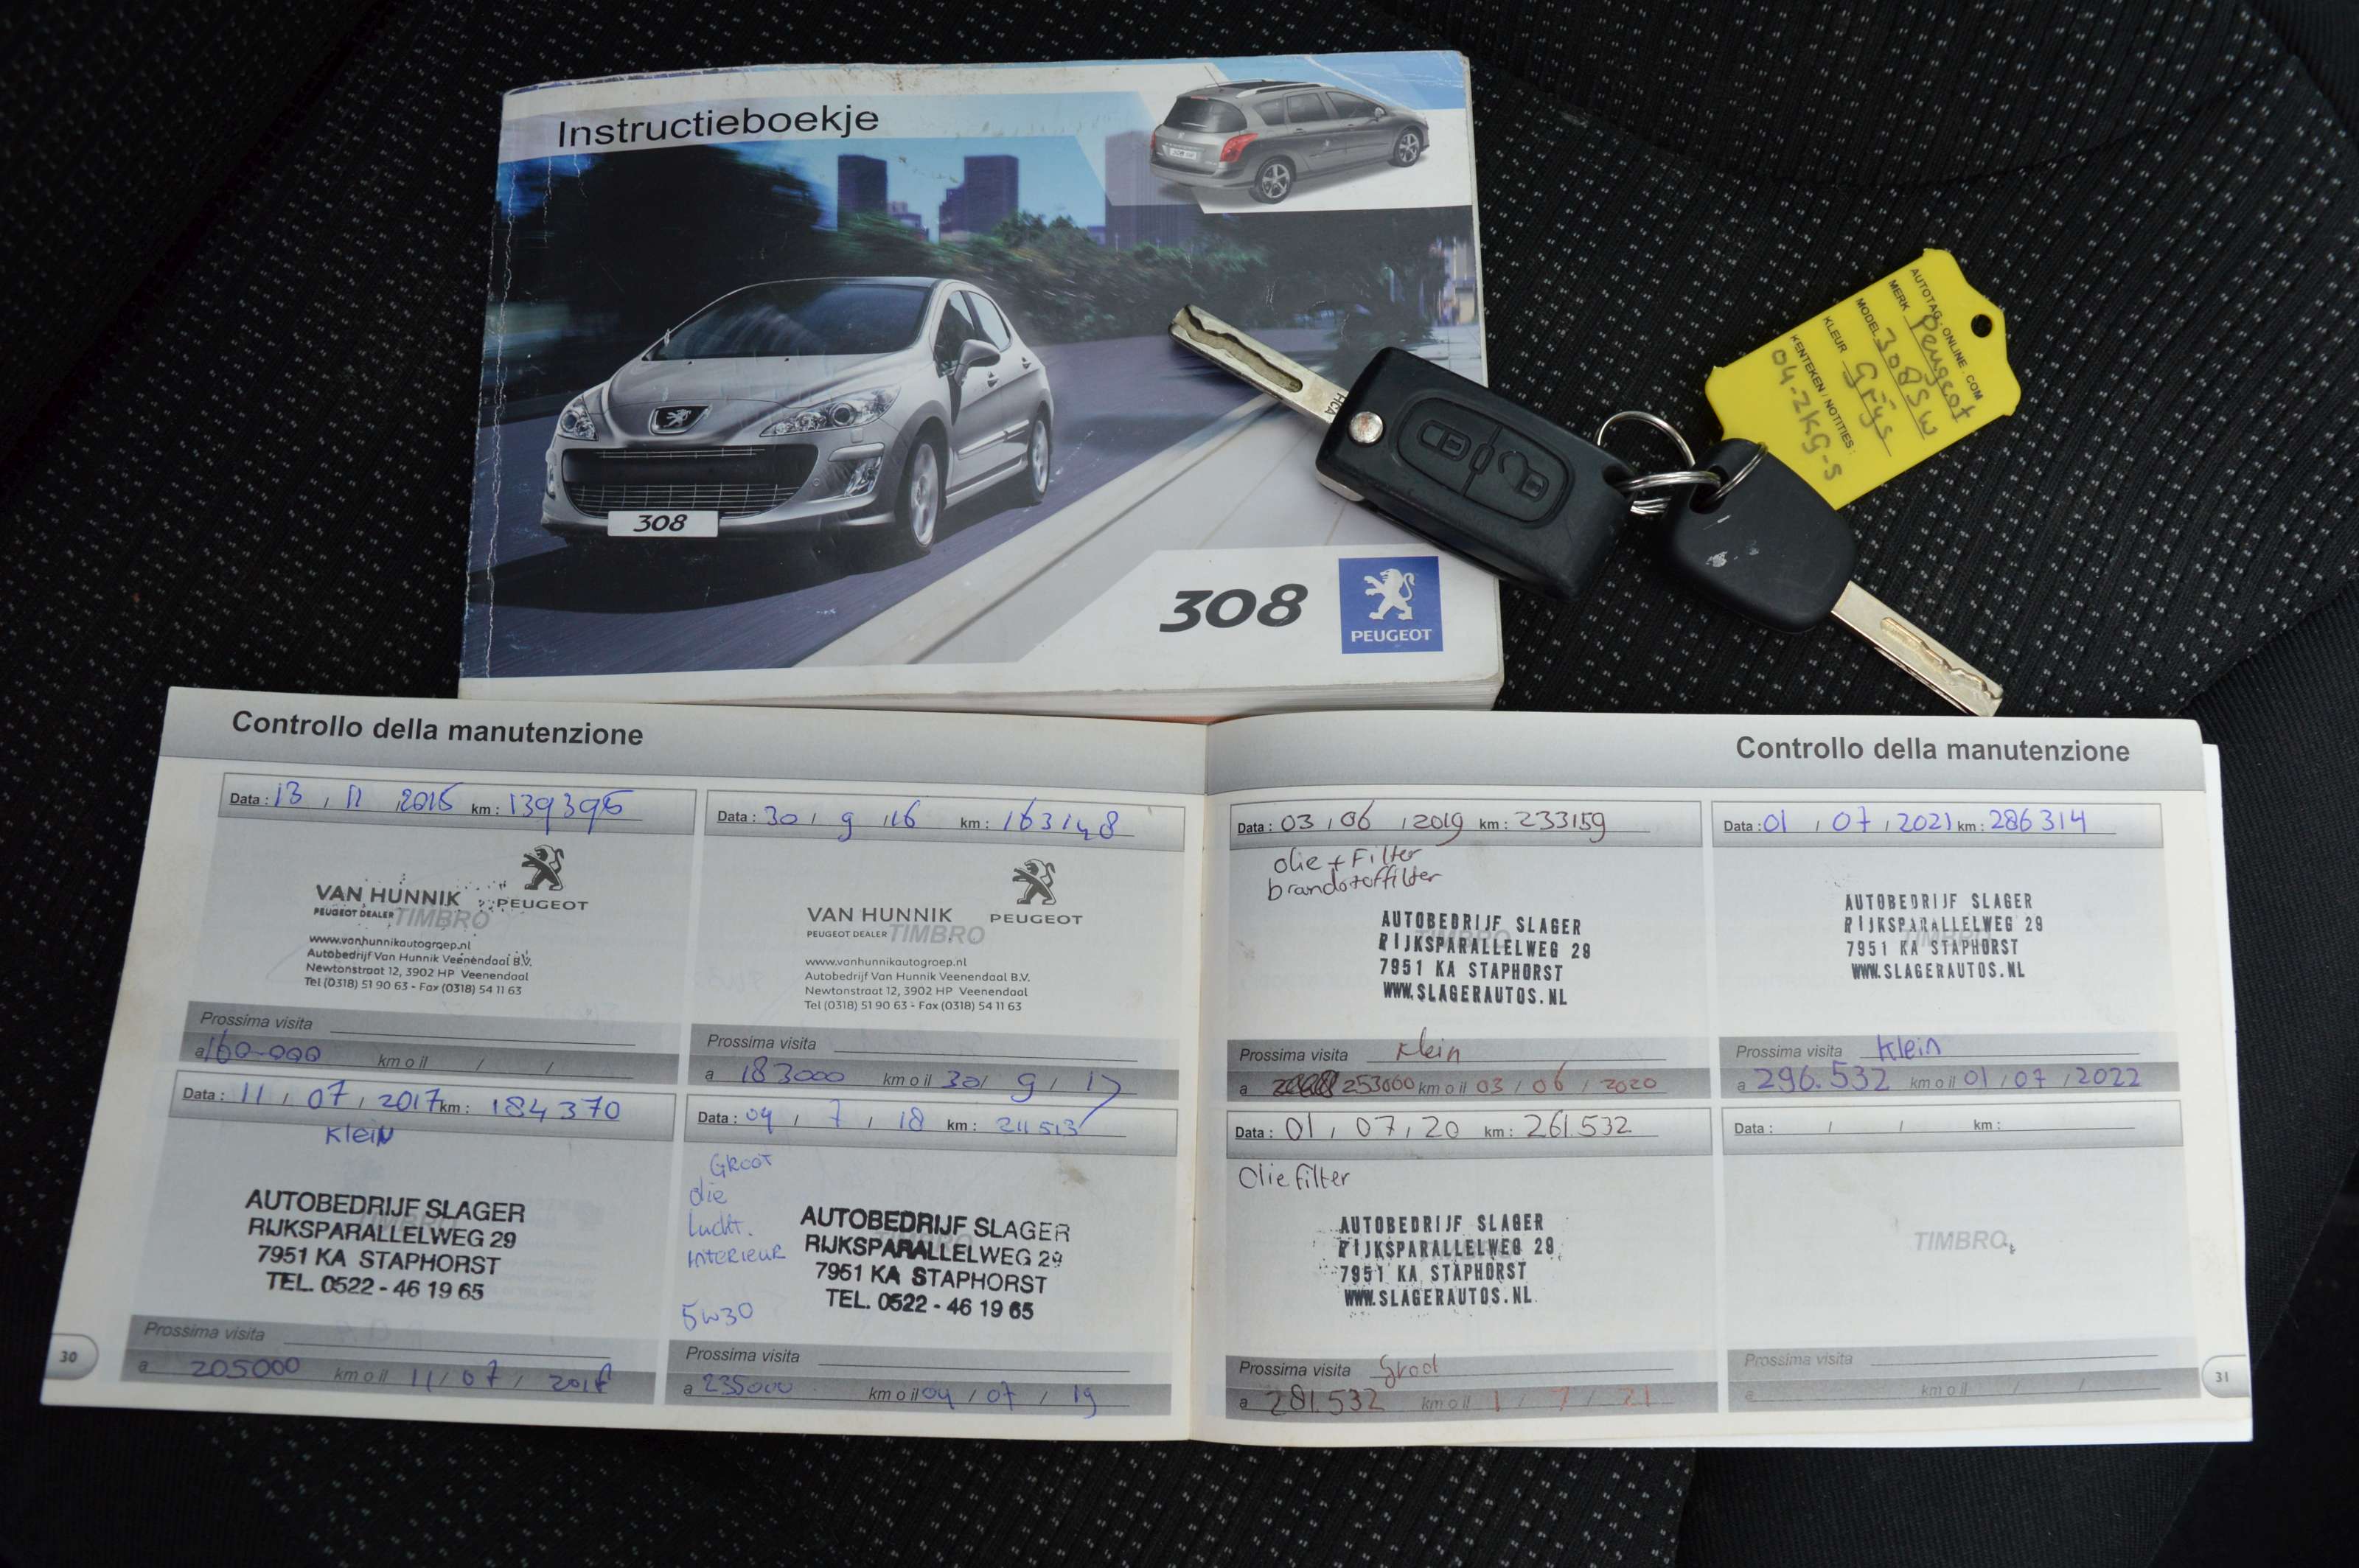 Instructieboekje
308
308
PEUGEOT
HCA
AUTOTAG-ONLINE.COM
MERK Peugeot
MODEL 308SW
KLEUR Grijs
KENTEKEN / NOTITIES:
04-ZKG-5
Controllo della manutenzione
Data : 13 / 11 / 2015 km : 139396
VAN HUNNIK PEUGEOT
PEUGEOT DEALER TIMBRO
www.vanhunnikautogroep.nl
Autobedrijf Van Hunnik Veenendaal B.V.
Newtonstraat 12, 3902 HP Veenendaal
Tel (0318) 51 90 63 - Fax (0318) 54 11 63
Prossima visita
a 160.000 km o il / /
Data : 30 / 9 / 16 km : 163148
VAN HUNNIK PEUGEOT
PEUGEOT DEALER TIMBRO
www.vanhunnikautogroep.nl
Autobedrijf Van Hunnik Veenendaal B.V.
Newtonstraat 12, 3902 HP Veenendaal
Tel (0318) 51 90 63 - Fax (0318) 54 11 63
Prossima visita
a 183000 km o il 30 / 9 / 17
Data : 11 / 07 / 2017 km : 184370
Klein
AUTOBEDRIJF SLAGER
RIJKSPARALLELWEG 29
7951 KA STAPHORST
TEL. 0522 - 46 19 65
Prossima visita
a 205000 km o il 11 / 07 / 2018
30
Data : 04 / 7 / 18 km : 211513
GROOT
olie
Lucht.
INTERIEUR
5W30
AUTOBEDRIJF SLAGER
RIJKSPARALLELWEG 29
7951 KA STAPHORST
TEL. 0522 - 46 19 65
Prossima visita
a 235000 km o il 04 / 07 / 19
Controllo della manutenzione
Data : 03 / 06 / 2019 km : 233159
olie + Filter
brandstoffilter
AUTOBEDRIJF SLAGER
RIJKSPARALLELWEG 29
7951 KA STAPHORST
WWW.SLAGERAUTOS.NL
Prossima visita Klein
a 253000 km o il 03 / 06 / 2020
Data : 01 / 07 / 2021 km : 286314
AUTOBEDRIJF SLAGER
RIJKSPARALLELWEG 29
7951 KA STAPHORST
WWW.SLAGERAUTOS.NL
Prossima visita Klein
a 296.532 km o il 01 / 07 / 2022
Data : 01 / 07 / 20 km : 261.532
Olie filter
AUTOBEDRIJF SLAGER
RIJKSPARALLELWEG 29
7951 KA STAPHORST
WWW.SLAGERAUTOS.NL
Prossima visita Groot
a 281.532 km o il 1 / 7 / 21
Data : / / km :
TIMBRO
Prossima visita
a km o il / /
31